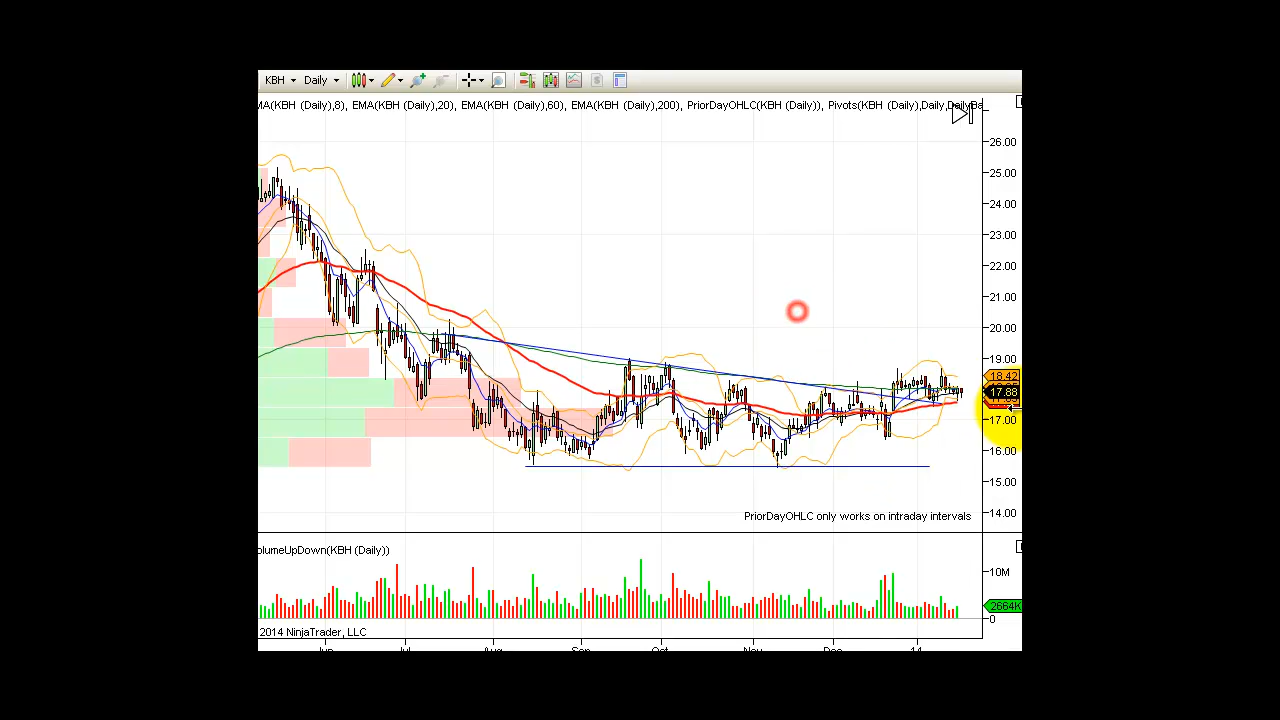 KBH Daily
MA(KBH (Daily),8), EMA(KBH (Daily),20), EMA(KBH (Daily),60), EMA(KBH (Daily),200), PriorDayOHLC(KBH (Daily)), Pivots(KBH (Daily),Daily,DailyBa
26.00
25.00
24.00
23.00
22.00
21.00
20.00
19.00
18.42
17.88
17.00
16.00
15.00
14.00
PriorDayOHLC only works on intraday intervals
olumeUpDown(KBH (Daily))
10M
2664K
0
2014 NinjaTrader, LLC
Jun Jul Aug Sep Oct Nov Dec 14